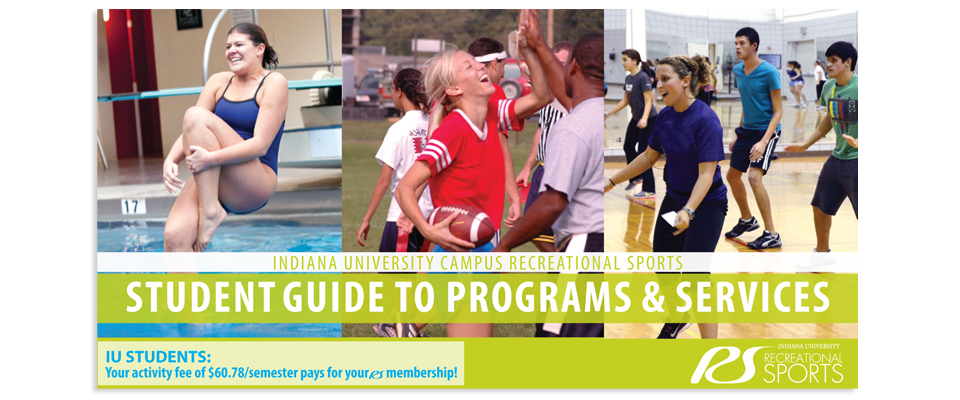 17
INDIANA UNIVERSITY CAMPUS RECREATIONAL SPORTS
STUDENT GUIDE TO PROGRAMS & SERVICES
IU STUDENTS:
Your activity fee of $60.78/semester pays for your RS membership!
RS
INDIANA UNIVERSITY
RECREATIONAL
SPORTS